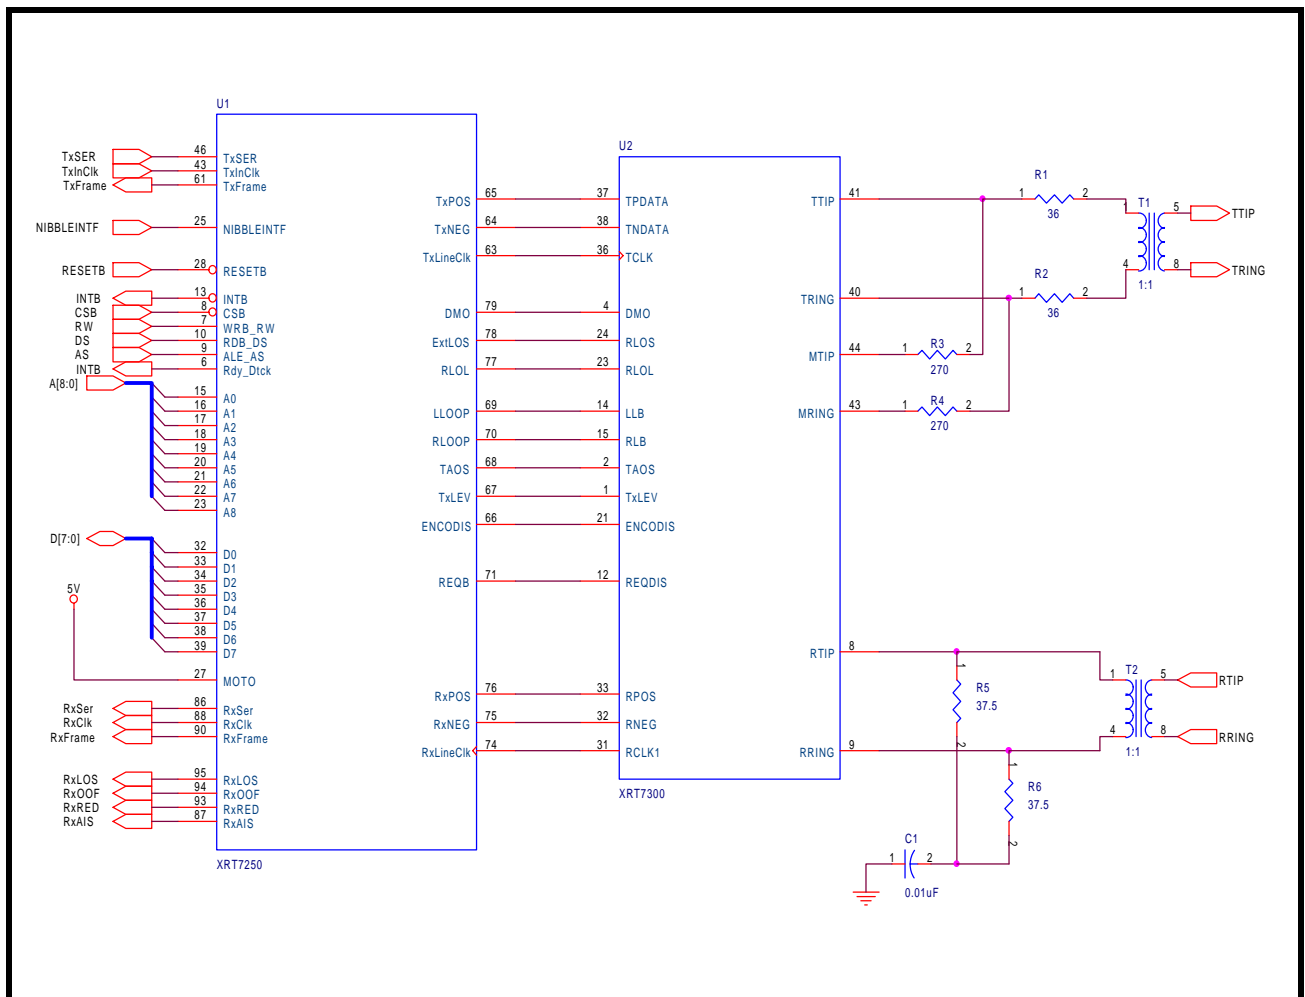 U1
TxSER 46 TxSER
TxInClk 43 TxInClk
TxFrame 61 TxFrame
NIBBLEINTF 25 NIBBLEINTF
RESETB 28 RESETB
INTB 13 INTB
CSB 8 CSB
RW 7 WRB_RW
DS 10 RDB_DS
AS 9 ALE_AS
INTB 6 Rdy_Dtck
A[8:0]
15 A0
16 A1
17 A2
18 A3
19 A4
20 A5
21 A6
22 A7
23 A8
D[7:0]
32 D0
33 D1
34 D2
35 D3
36 D4
37 D5
38 D6
39 D7
5V
27 MOTO
RxSer 86 RxSer
RxClk 88 RxClk
RxFrame 90 RxFrame
RxLOS 95 RxLOS
RxOOF 94 RxOOF
RxRED 93 RxRED
RxAIS 87 RxAIS
XRT7250
U2
TxPOS 65 37 TPDATA
TxNEG 64 38 TNDATA
TxLineClk 63 36 TCLK
DMO 79 4 DMO
ExtLOS 78 24 RLOS
RLOL 77 23 RLOL
LLOOP 69 14 LLB
RLOOP 70 15 RLB
TAOS 68 2 TAOS
TxLEV 67 1 TxLEV
ENCODIS 66 21 ENCODIS
REQB 71 12 REQDIS
RxPOS 76 33 RPOS
RxNEG 75 32 RNEG
RxLineClk 74 31 RCLK1
XRT7300
TTIP 41
TRING 40
MTIP 44
MRING 43
RTIP 8
RRING 9
R1
1 2
36
R2
1 2
36
R3
1 2
270
R4
1 2
270
T1
1 5 TTIP
4 8 TRING
1:1
T2
1 5 RTIP
4 8 RRING
1:1
1
R5
37.5
2
1
R6
37.5
2
C1
1 2
0.01uF